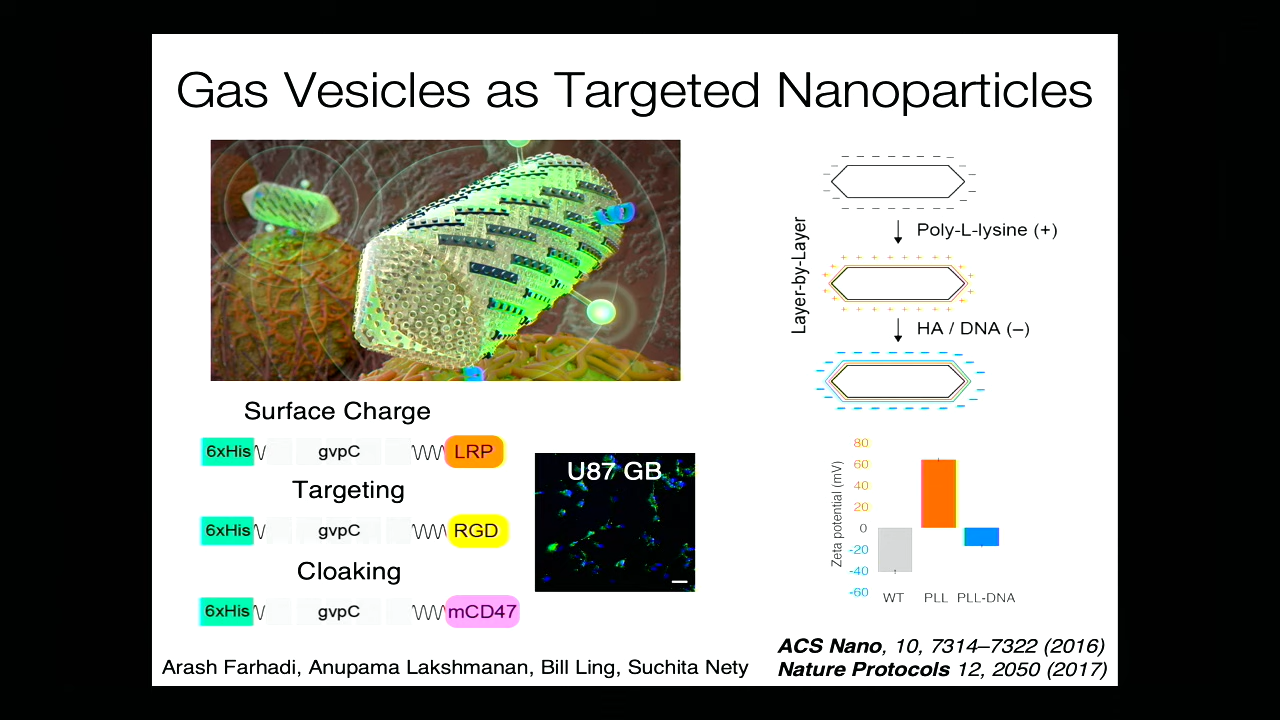 Gas Vesicles as Targeted Nanoparticles
Surface Charge
6xHis gvpC LRP
Targeting
6xHis gvpC RGD
Cloaking
6xHis gvpC mCD47
U87 GB
Layer-by-Layer
Poly-L-lysine (+)
HA / DNA (–)
Zeta potential (mV)
80
60
40
20
0
-20
-40
-60
WT PLL PLL-DNA
Arash Farhadi, Anupama Lakshmanan, Bill Ling, Suchita Nety
ACS Nano, 10, 7314–7322 (2016)
Nature Protocols 12, 2050 (2017)